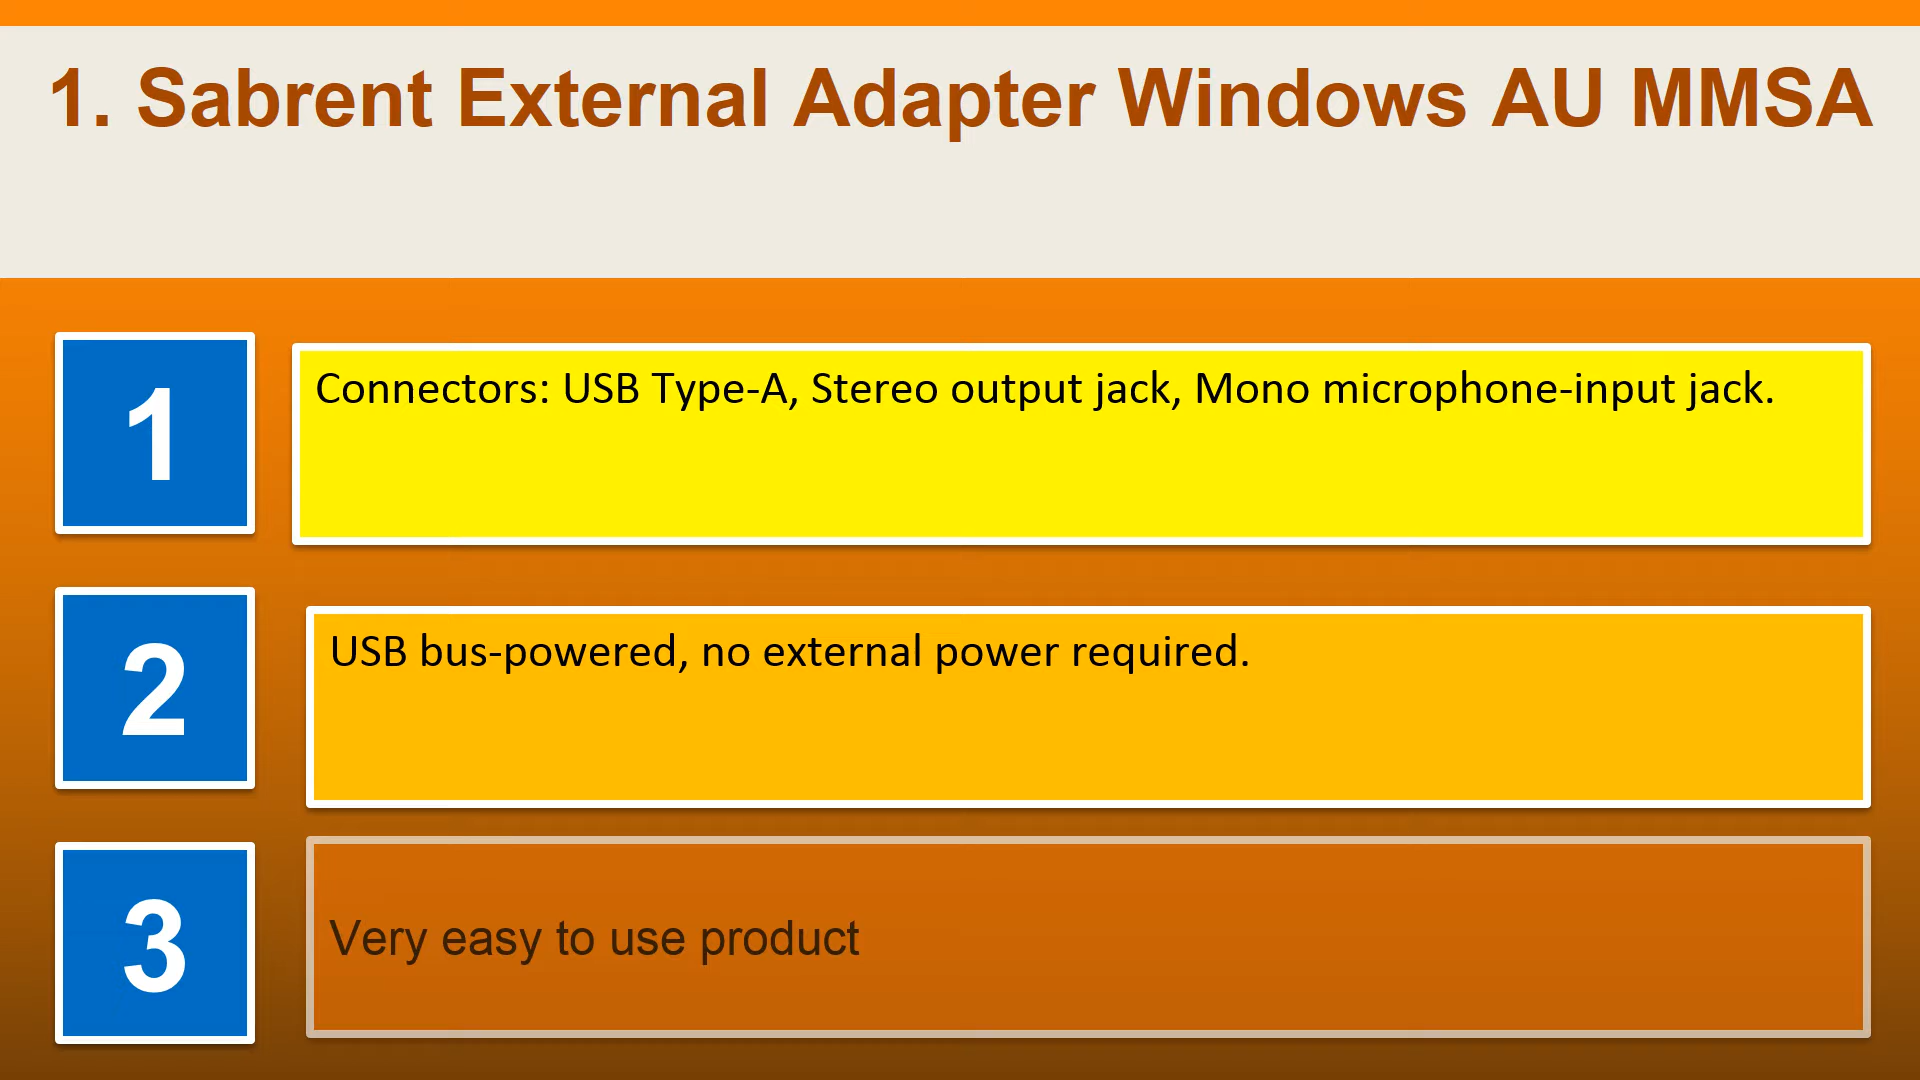 1. Sabrent External Adapter Windows AU MMSA
1
Connectors: USB Type-A, Stereo output jack, Mono microphone-input jack.
2
USB bus-powered, no external power required.
3
Very easy to use product